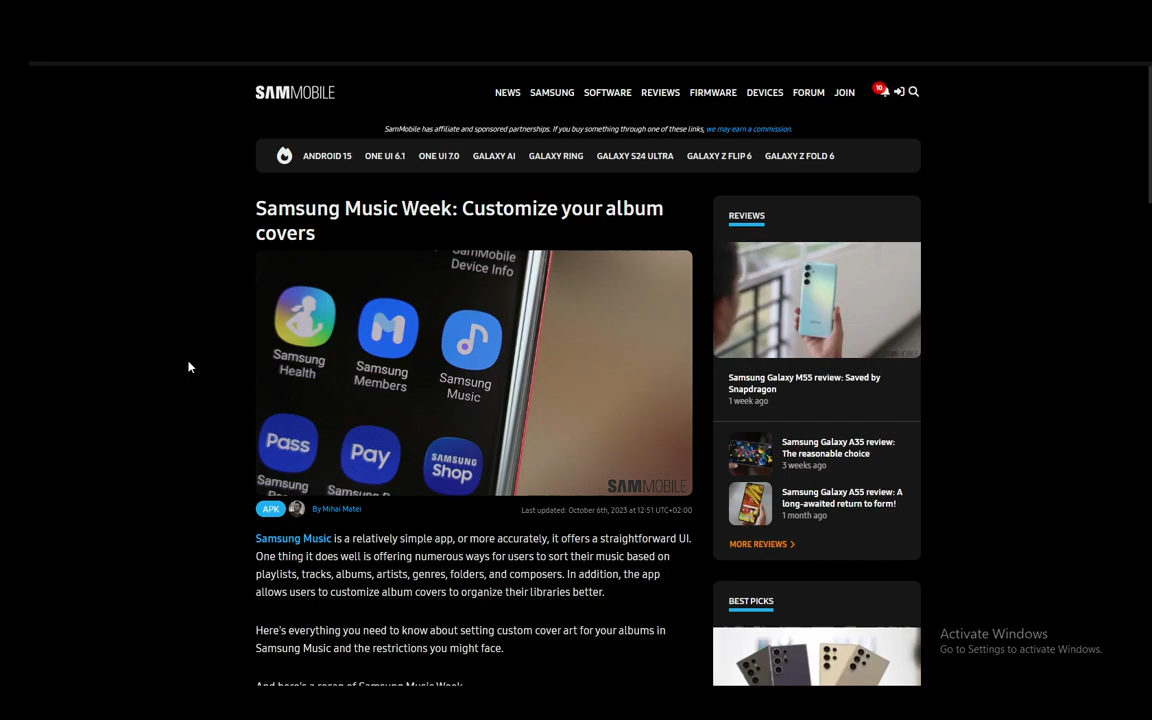 SAMMOBILE
NEWS SAMSUNG SOFTWARE REVIEWS FIRMWARE DEVICES FORUM JOIN 10
SamMobile has affiliate and sponsored partnerships. If you buy something through one of these links, we may earn a commission.
ANDROID 15 ONE UI 6.1 ONE UI 7.0 GALAXY AI GALAXY RING GALAXY S24 ULTRA GALAXY Z FLIP 6 GALAXY Z FOLD 6
Samsung Music Week: Customize your album
covers
SamMobile
Device Info
Samsung
Health
Samsung
Members
Samsung
Music
Pass
Pay
SAMSUNG
Shop
Samsung
SAMMOBILE
APK By Mihai Matei Last updated: October 6th, 2023 at 12:51 UTC+02:00
Samsung Music is a relatively simple app, or more accurately, it offers a straightforward UI.
One thing it does well is offering numerous ways for users to sort their music based on
playlists, tracks, albums, artists, genres, folders, and composers. In addition, the app
allows users to customize album covers to organize their libraries better.
Here's everything you need to know about setting custom cover art for your albums in
Samsung Music and the restrictions you might face.
And here's a recap of Samsung Music Week
REVIEWS
Samsung Galaxy M55 review: Saved by
Snapdragon
1 week ago
Samsung Galaxy A35 review:
The reasonable choice
3 weeks ago
Samsung Galaxy A55 review: A
long-awaited return to form!
1 month ago
MORE REVIEWS
BEST PICKS
Activate Windows
Go to Settings to activate Windows.